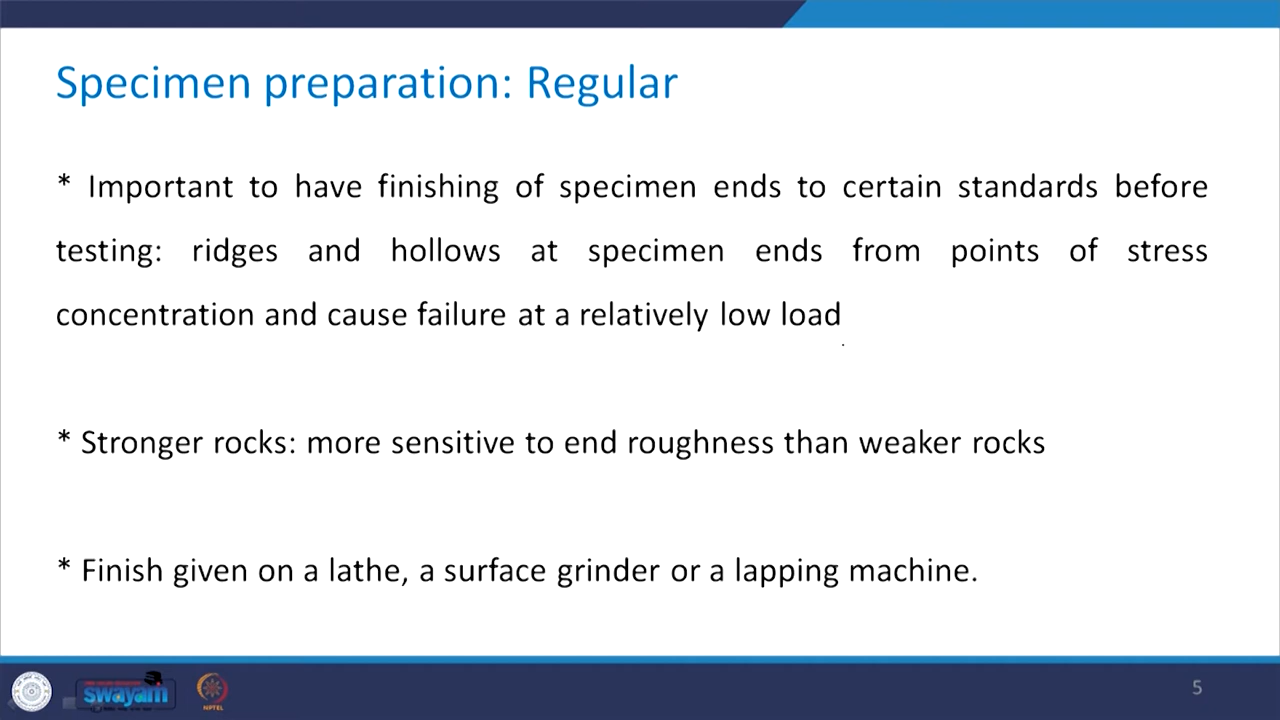 Specimen preparation: Regular
* Important to have finishing of specimen ends to certain standards before
testing: ridges and hollows at specimen ends from points of stress
concentration and cause failure at a relatively low load
* Stronger rocks: more sensitive to end roughness than weaker rocks
* Finish given on a lathe, a surface grinder or a lapping machine.
swayam
NPTEL
5